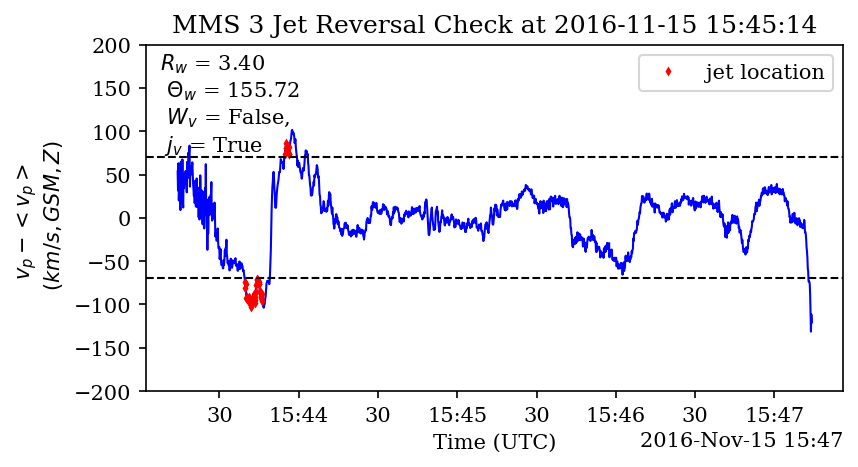 MMS 3 Jet Reversal Check at 2016-11-15 15:45:14
200
150
100
50
0
−50
−100
−150
−200
v_p − < v_p >
(km/s, GSM, Z)
R_w = 3.40
Θ_w = 155.72
W_v = False,
j_v = True
jet location
30 15:44 30 15:45 30 15:46 30 15:47
Time (UTC)
2016-Nov-15 15:47